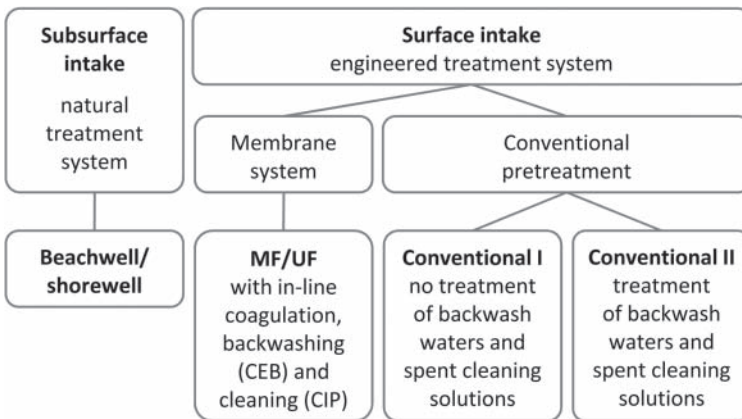 Subsurface
intake
natural
treatment
system
Surface intake
engineered treatment system
Membrane
system
Conventional
pretreatment
Beachwell/
shorewell
MF/UF
with in-line
coagulation,
backwashing
(CEB) and
cleaning (CIP)
Conventional I
no treatment
of backwash
waters and
spent cleaning
solutions
Conventional II
treatment
of backwash
waters and
spent cleaning
solutions